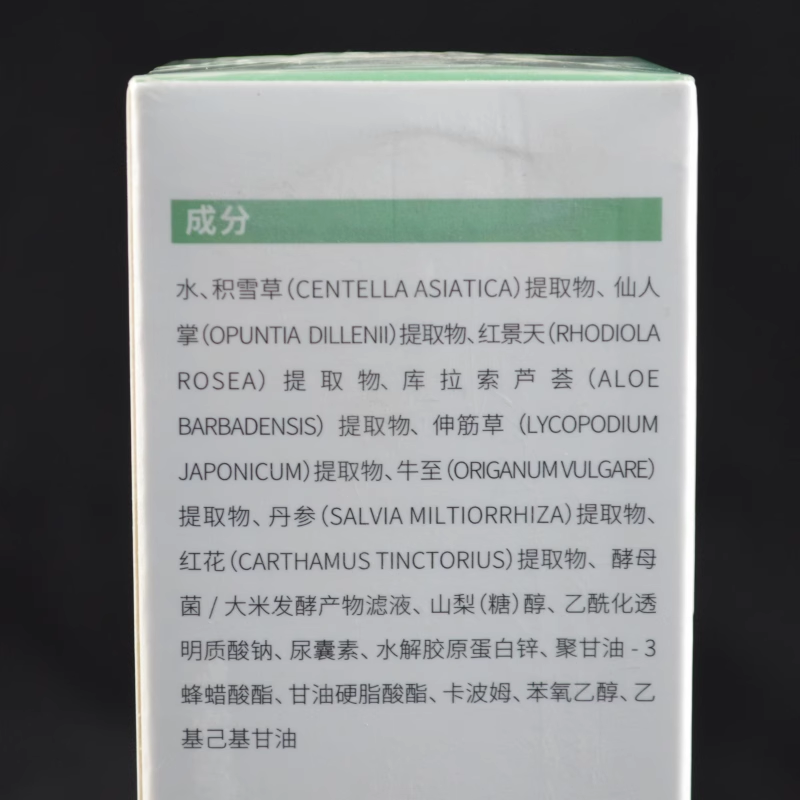 成分
水、积雪草(CENTELLA ASIATICA)提取物、仙人
掌(OPUNTIA DILLENII)提取物、红景天(RHODIOLA
ROSEA)提取物、库拉索芦荟(ALOE
BARBADENSIS)提取物、伸筋草(LYCOPODIUM
JAPONICUM)提取物、牛至(ORIGANUM VULGARE)
提取物、丹参(SALVIA MILTIORRHIZA)提取物、
红花(CARTHAMUS TINCTORIUS)提取物、酵母
菌/大米发酵产物滤液、山梨(糖)醇、乙酰化透
明质酸钠、尿囊素、水解胶原蛋白锌、聚甘油-3
蜂蜡酸酯、甘油硬脂酸酯、卡波姆、苯氧乙醇、乙
基己基甘油